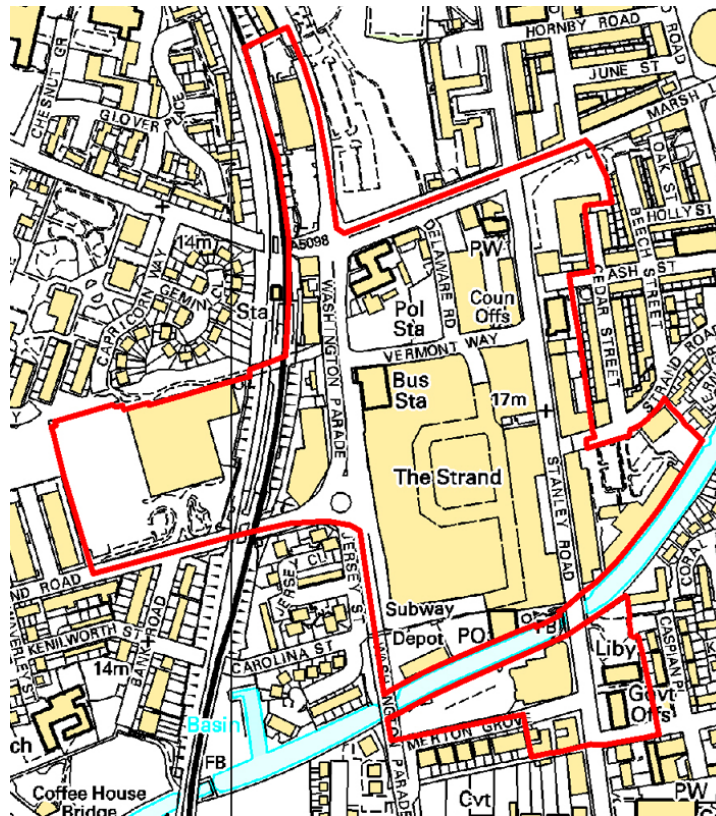 HORNBY ROAD
ROAD
JUNE ST
CHESNUT GR
GLOVER PLACE
MARSH L
OAK ST
HOLLY ST
BEECH STREET
14m
A5098
DELAWARE RD
PW
CAPRICORN WAY
GEMINI
Sta
Pol
Sta
Coun
Offs
ASH ST
CEDAR STREET
WASHINGTON PARADE
VERMONT WAY
STRAND ROAD
Bus
Sta
17m
The Strand
STANLEY ROAD
JERSEY ST
JERSEY CL
ND ROAD
KENILWORTH ST
BANK ROAD
14m
CAROLINA ST
Subway
Depot
PO
FB
CORAL
Liby
CASPIAN P
Govt
Offs
WASHINGTON PARADE
MERTON GROVE
Basin
ch
FB
Coffee House
Bridge
Cvt
PW